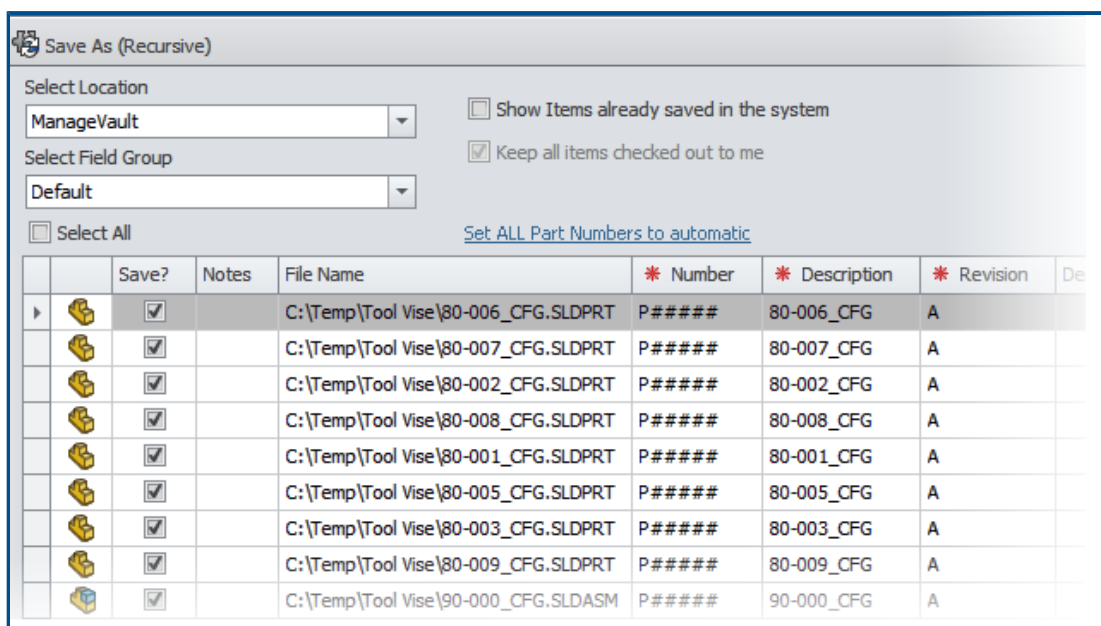 Save As (Recursive)
Select Location
ManageVault
Show Items already saved in the system
Keep all items checked out to me
Select Field Group
Default
Select All
Set ALL Part Numbers to automatic
Save? Notes File Name * Number * Description * Revision De
C:\Temp\Tool Vise\80-006_CFG.SLDPRT P##### 80-006_CFG A
C:\Temp\Tool Vise\80-007_CFG.SLDPRT P##### 80-007_CFG A
C:\Temp\Tool Vise\80-002_CFG.SLDPRT P##### 80-002_CFG A
C:\Temp\Tool Vise\80-008_CFG.SLDPRT P##### 80-008_CFG A
C:\Temp\Tool Vise\80-001_CFG.SLDPRT P##### 80-001_CFG A
C:\Temp\Tool Vise\80-005_CFG.SLDPRT P##### 80-005_CFG A
C:\Temp\Tool Vise\80-003_CFG.SLDPRT P##### 80-003_CFG A
C:\Temp\Tool Vise\80-009_CFG.SLDPRT P##### 80-009_CFG A
C:\Temp\Tool Vise\90-000_CFG.SLDASM P##### 90-000_CFG A